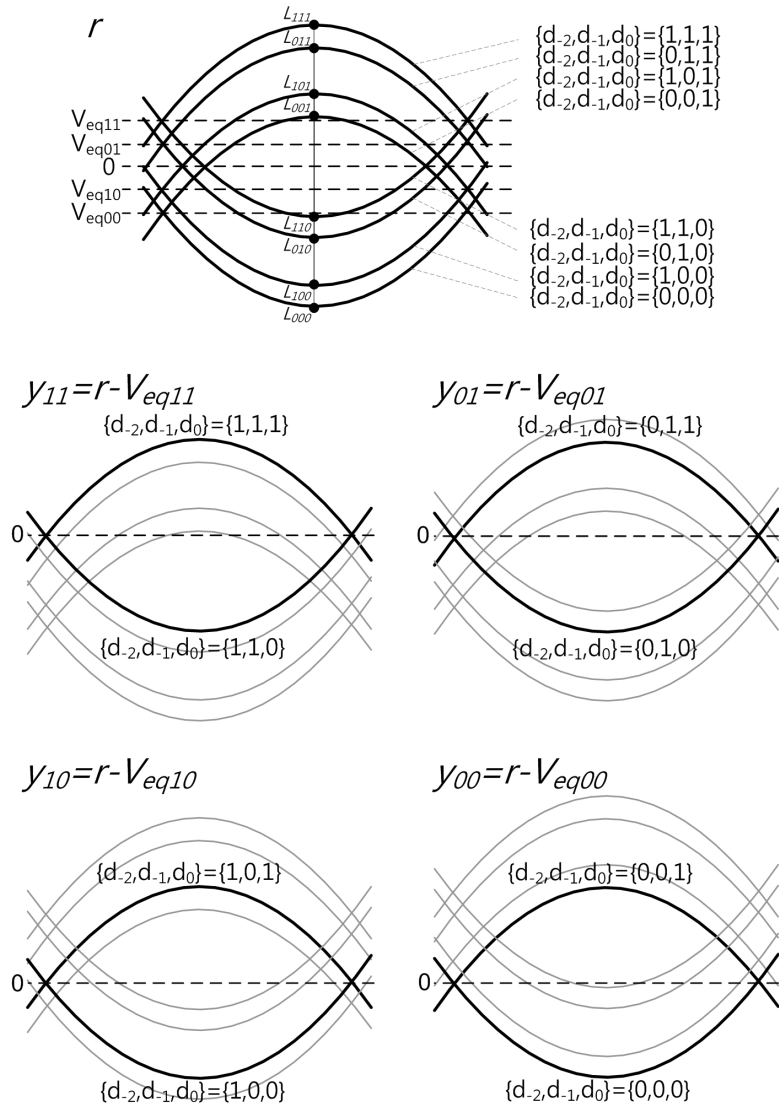 r
L111
L011
L101
L001
{d-2,d-1,d0}={1,1,1}
{d-2,d-1,d0}={0,1,1}
{d-2,d-1,d0}={1,0,1}
{d-2,d-1,d0}={0,0,1}
Veq11
Veq01
0
Veq10
Veq00
L110
L010
L100
L000
{d-2,d-1,d0}={1,1,0}
{d-2,d-1,d0}={0,1,0}
{d-2,d-1,d0}={1,0,0}
{d-2,d-1,d0}={0,0,0}
y11=r-Veq11
{d-2,d-1,d0}={1,1,1}
0
{d-2,d-1,d0}={1,1,0}
y01=r-Veq01
{d-2,d-1,d0}={0,1,1}
0
{d-2,d-1,d0}={0,1,0}
y10=r-Veq10
{d-2,d-1,d0}={1,0,1}
0
{d-2,d-1,d0}={1,0,0}
y00=r-Veq00
{d-2,d-1,d0}={0,0,1}
0
{d-2,d-1,d0}={0,0,0}